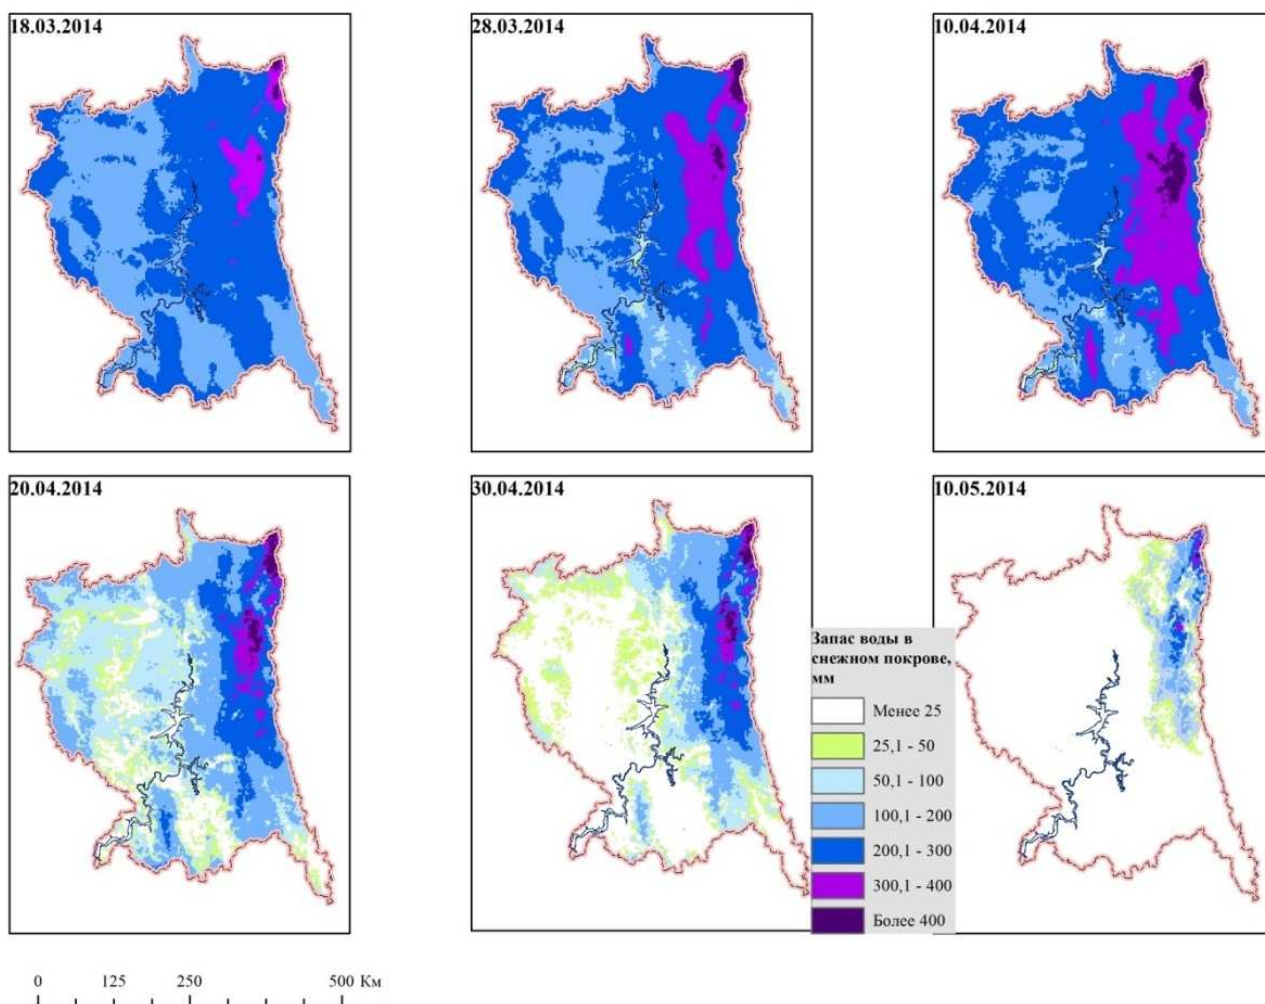 18.03.2014
28.03.2014
10.04.2014
20.04.2014
30.04.2014
10.05.2014
Запас воды в
снежном покрове,
мм
Менее 25
25,1 - 50
50,1 - 100
100,1 - 200
200,1 - 300
300,1 - 400
Более 400
0 125 250 500 Км